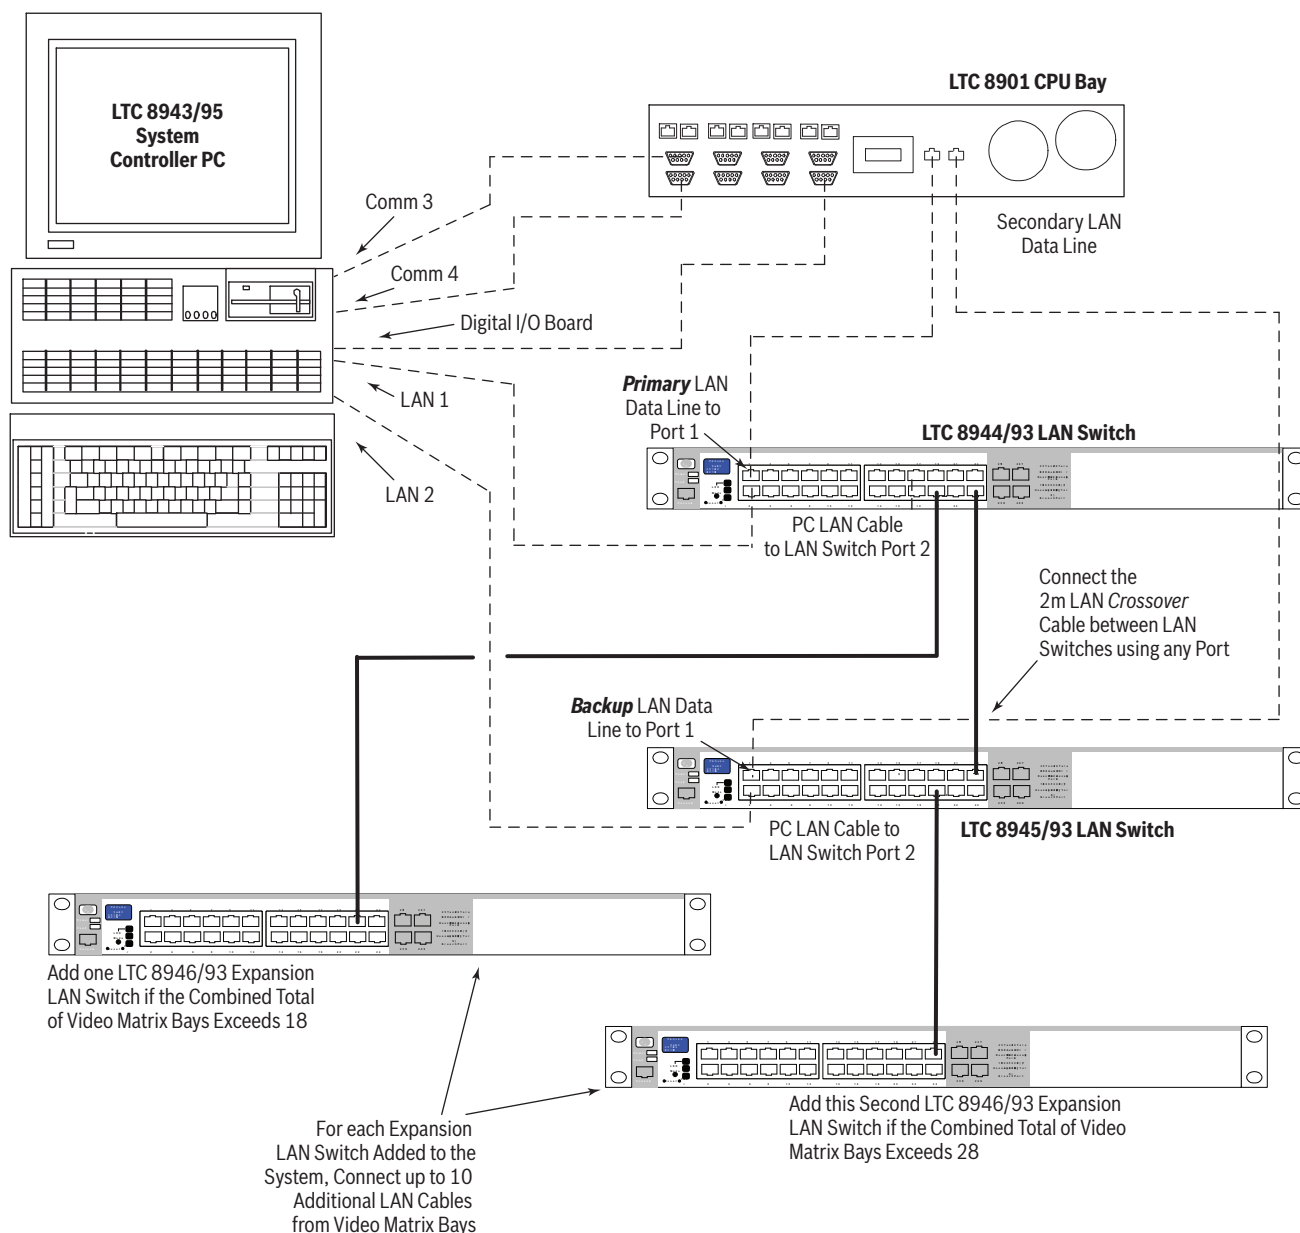 LTC 8943/95
System
Controller PC
LTC 8901 CPU Bay
Comm 3
Secondary LAN
Data Line
Comm 4
Digital I/O Board
Primary LAN
Data Line to
Port 1
LAN 1
LTC 8944/93 LAN Switch
LAN 2
PC LAN Cable
to LAN Switch Port 2
Connect the
2m LAN Crossover
Cable between LAN
Switches using any Port
Backup LAN Data
Line to Port 1
PC LAN Cable to
LAN Switch Port 2
LTC 8945/93 LAN Switch
Add one LTC 8946/93 Expansion
LAN Switch if the Combined Total
of Video Matrix Bays Exceeds 18
Add this Second LTC 8946/93 Expansion
LAN Switch if the Combined Total of Video
Matrix Bays Exceeds 28
For each Expansion
LAN Switch Added to the
System, Connect up to 10
Additional LAN Cables
from Video Matrix Bays